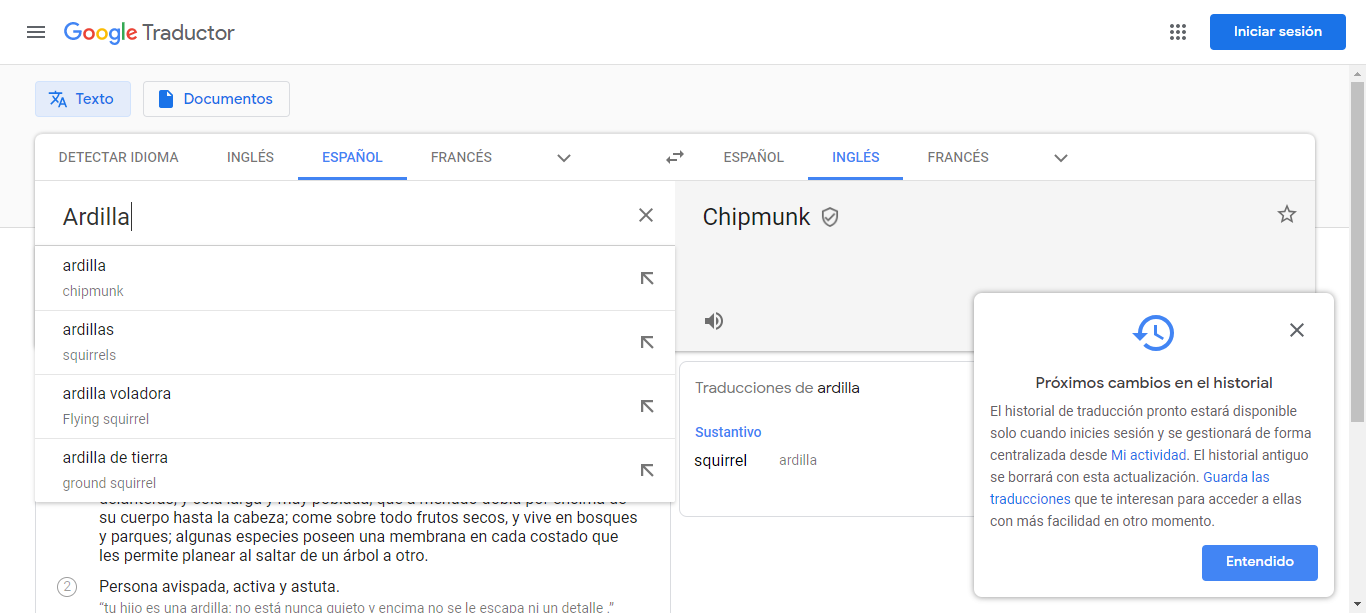 Google Traductor
Iniciar sesión
Texto
Documentos
DETECTAR IDIOMA INGLÉS ESPAÑOL FRANCÉS
ESPAÑOL INGLÉS FRANCÉS
Ardilla
Chipmunk
ardilla
chipmunk
ardillas
squirrels
ardilla voladora
Flying squirrel
ardilla de tierra
ground squirrel
su cuerpo hasta la cabeza; come sobre todo frutos secos, y vive en bosques
y parques; algunas especies poseen una membrana en cada costado que
les permite planear al saltar de un árbol a otro.
2 Persona avispada, activa y astuta.
“tu hijo es una ardilla: no está nunca quieto y encima no se le escapa ni un detalle .”
Traducciones de ardilla
Sustantivo
squirrel ardilla
Próximos cambios en el historial
El historial de traducción pronto estará disponible
solo cuando inicies sesión y se gestionará de forma
centralizada desde Mi actividad. El historial antiguo
se borrará con esta actualización. Guarda las
traducciones que te interesan para acceder a ellas
con más facilidad en otro momento.
Entendido